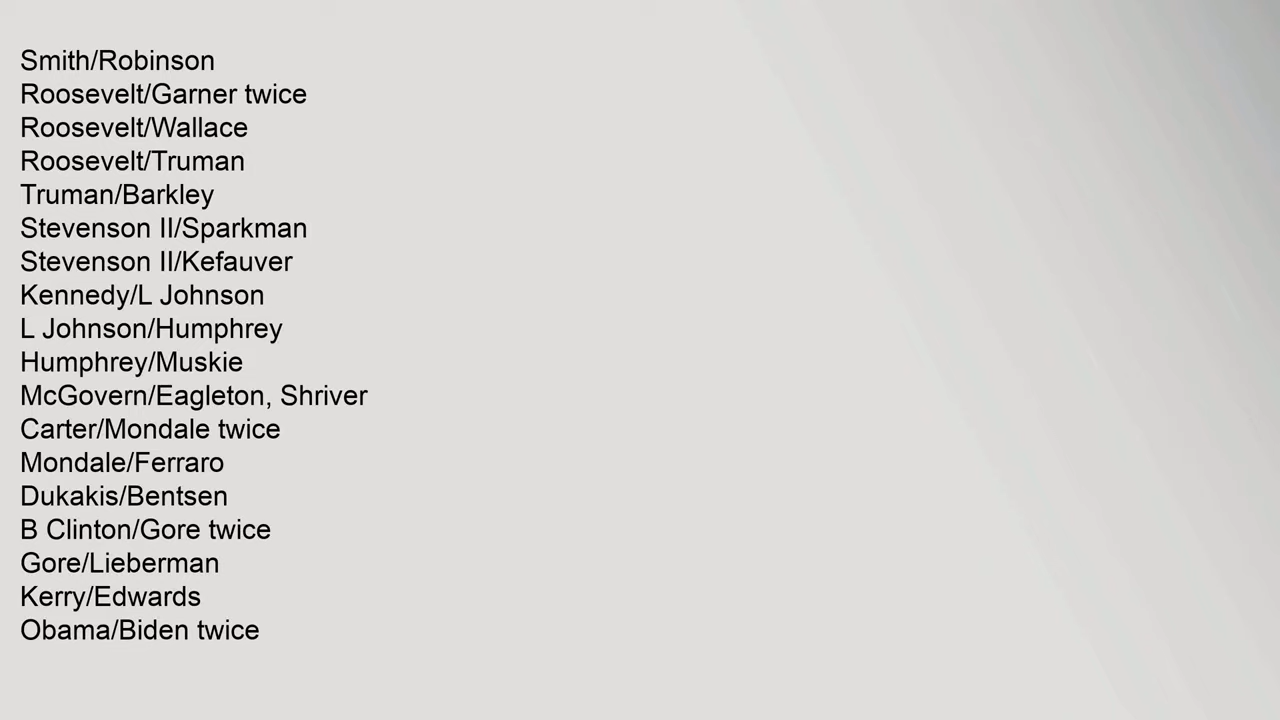 Smith/Robinson
Roosevelt/Garner twice
Roosevelt/Wallace
Roosevelt/Truman
Truman/Barkley
Stevenson II/Sparkman
Stevenson II/Kefauver
Kennedy/L Johnson
L Johnson/Humphrey
Humphrey/Muskie
McGovern/Eagleton, Shriver
Carter/Mondale twice
Mondale/Ferraro
Dukakis/Bentsen
B Clinton/Gore twice
Gore/Lieberman
Kerry/Edwards
Obama/Biden twice